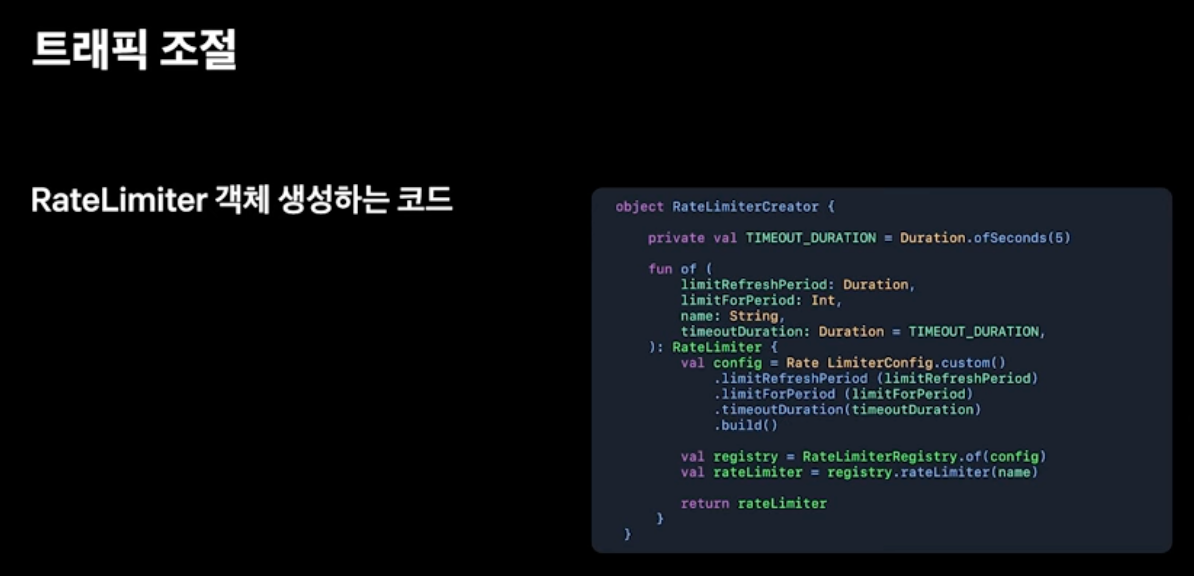 트래픽 조절
RateLimiter 객체 생성하는 코드
object RateLimiterCreator {
private val TIMEOUT_DURATION = Duration.ofSeconds(5)
fun of (
limitRefreshPeriod: Duration,
limitForPeriod: Int,
name: String,
timeoutDuration: Duration = TIMEOUT_DURATION,
): RateLimiter {
val config = Rate LimiterConfig.custom()
.limitRefreshPeriod (limitRefreshPeriod)
.limitForPeriod (limitForPeriod)
.timeoutDuration(timeoutDuration)
.build()
val registry = RateLimiterRegistry.of(config)
val rateLimiter = registry.rateLimiter(name)
return rateLimiter
}
}